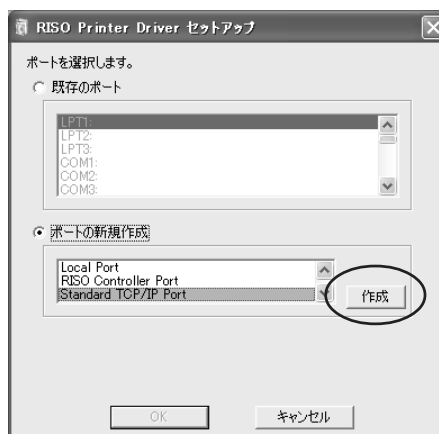 RISO Printer Driver セットアップ
ポートを選択します。
既存のポート
LPT1:
LPT2:
LPT3:
COM1:
COM2:
COM3:
ポートの新規作成
Local Port
RISO Controller Port
Standard TCP/IP Port
作成
OK
キャンセル